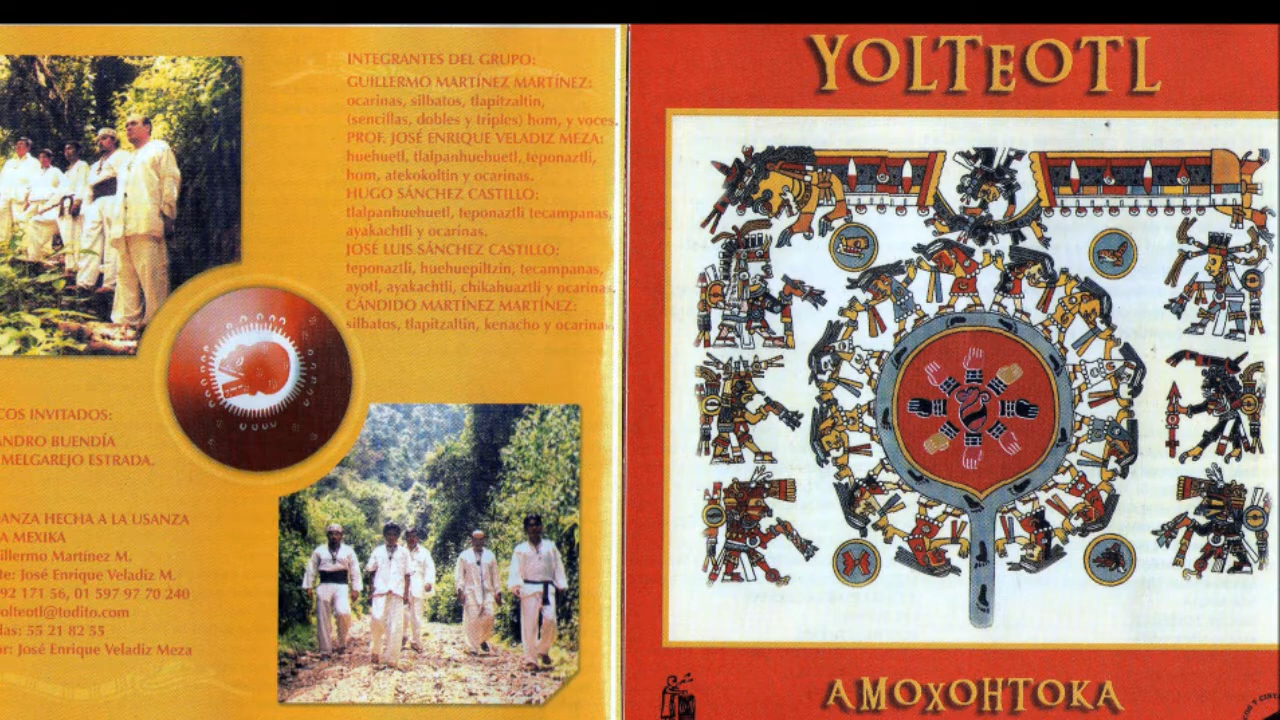 INTEGRANTES DEL GRUPO:
GUILLERMO MARTÍNEZ MARTÍNEZ:
ocarinas, silbatos, tlapitzaltin,
(sencillas, dobles y triples) hom, y voces.
PROF. JOSÉ ENRIQUE VELADIZ MEZA:
huehuetl, tlalpanhuehuetl, teponaztli,
hom, atekokoltin y ocarinas.
HUGO SÁNCHEZ CASTILLO:
tlalpanhuehuetl, teponaztli tecampanas,
ayakachtli y ocarinas.
JOSÉ LUIS SÁNCHEZ CASTILLO:
teponaztli, huehuepiltzin, tecampanas,
ayotl, ayakachtli, chikahuaztli y ocarinas.
CÁNDIDO MARTÍNEZ MARTÍNEZ:
silbatos, tlapitzaltin, kenacho y ocarinas.
COS INVITADOS:
ANDRO BUENDÍA
MELGAREJO ESTRADA.
DANZA HECHA A LA USANZA
A MEXIKA
illermo Martínez M.
te: José Enrique Veladiz M.
92 171 56, 01 597 97 70 240
olteotl@todito.com
las: 55 21 82 55
or: José Enrique Veladiz Meza
YOLTEOTL
AMOXOHTOKA